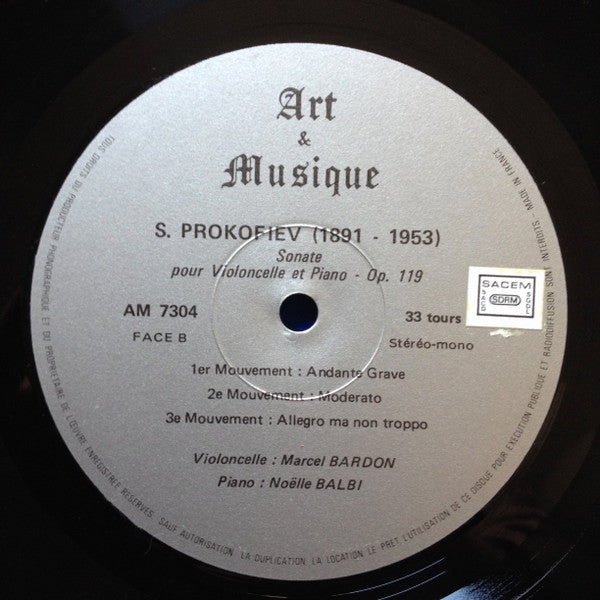 Art
&
Musique
S. PROKOFIEV (1891 - 1953)
Sonate
pour Violoncelle et Piano - Op. 119
AM 7304
33 tours
FACE B
Stéréo-mono
SACEM
SACD
SDRM
SGDL
1er Mouvement : Andante Grave
2e Mouvement : Moderato
3e Mouvement : Allegro ma non troppo
Violoncelle : Marcel BARDON
Piano : Noëlle BALBI
TOUS DROITS DU PRODUCTEUR PHONOGRAPHIQUE ET DU PROPRIETAIRE DE L'ŒUVRE ENREGISTREE RESERVES. SAUF AUTORISATION, LA DUPLICATION, LA LOCATION, LE PRET, L'UTILISATION DE CE DISQUE POUR EXECUTION PUBLIQUE ET RADIODIFFUSION SONT INTERDITS - MADE IN FRANCE